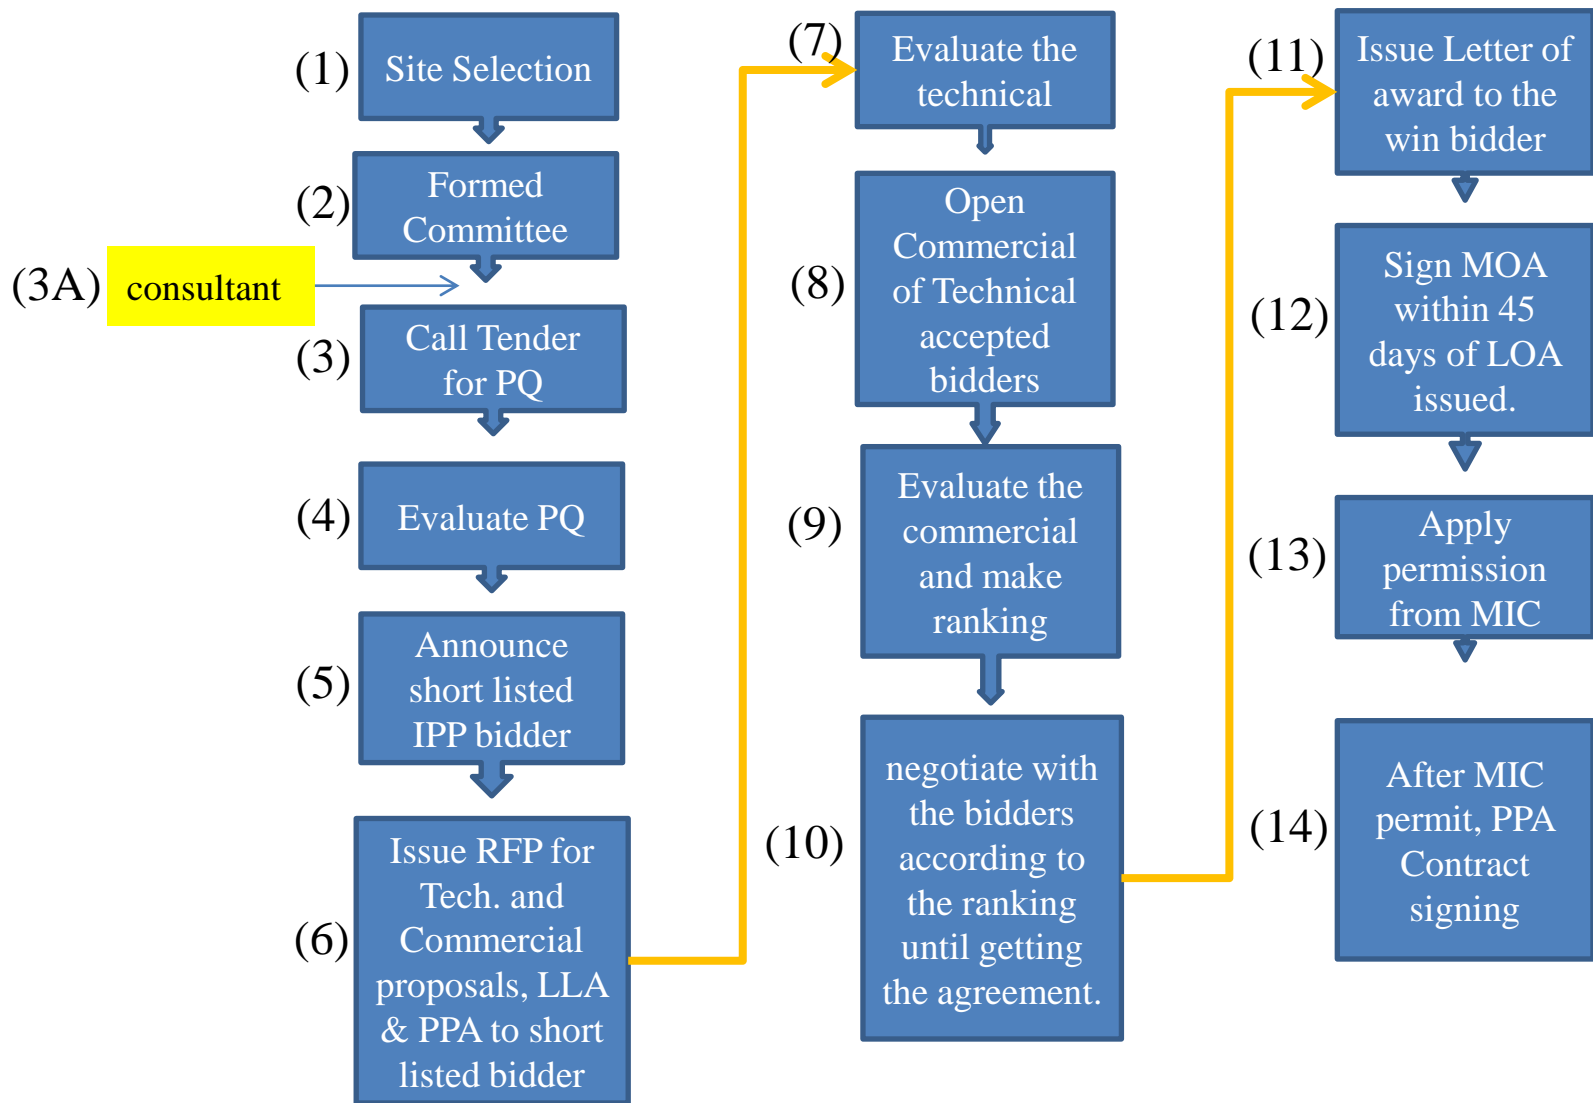 (1)
Site Selection
(2)
Formed
Committee
(3A)
consultant
(3)
Call Tender
for PQ
(4)
Evaluate PQ
(5)
Announce
short listed
IPP bidder
(6)
Issue RFP for
Tech. and
Commercial
proposals, LLA
& PPA to short
listed bidder
(7)
Evaluate the
technical
(8)
Open
Commercial
of Technical
accepted
bidders
(9)
Evaluate the
commercial
and make
ranking
(10)
negotiate with
the bidders
according to
the ranking
until getting
the agreement.
(11)
Issue Letter of
award to the
win bidder
(12)
Sign MOA
within 45
days of LOA
issued.
(13)
Apply
permission
from MIC
(14)
After MIC
permit, PPA
Contract
signing